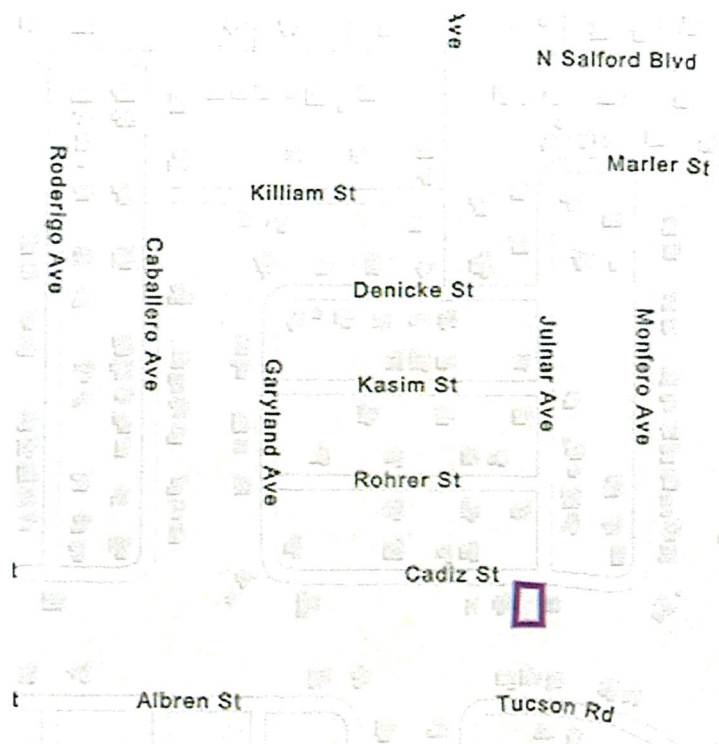 Ave
N Salford Blvd
Marler St
Roderigo Ave
Killiam St
Caballero Ave
Denicke St
Garyland Ave
Kasim St
Julnar Ave
Monfero Ave
Rohrer St
Cadiz St
t
t
Albren St
Tucson Rd